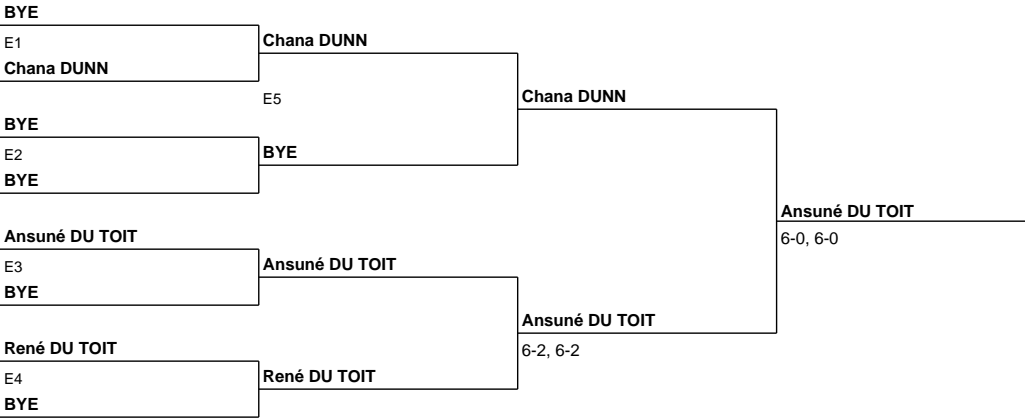 BYE
E1
Chana DUNN
Chana DUNN
E5
Chana DUNN
BYE
E2
BYE
BYE
Ansuné DU TOIT
6-0, 6-0
Ansuné DU TOIT
E3
BYE
Ansuné DU TOIT
Ansuné DU TOIT
6-2, 6-2
René DU TOIT
E4
BYE
René DU TOIT